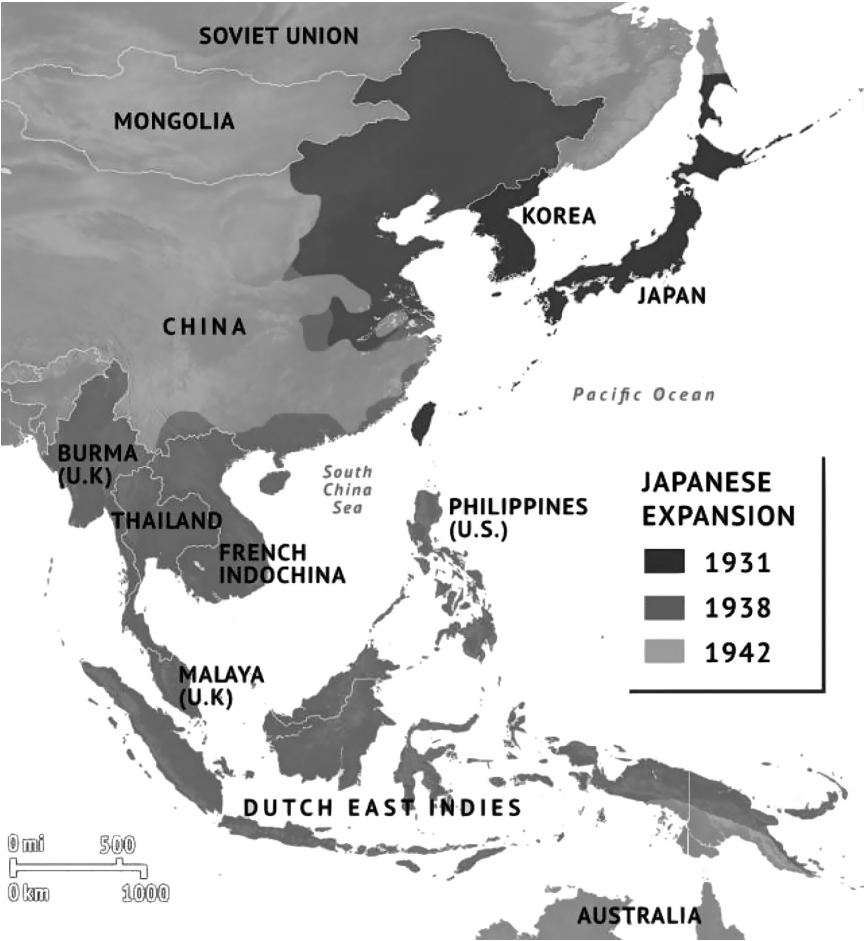 SOVIET UNION
MONGOLIA
KOREA
JAPAN
CHINA
Pacific Ocean
BURMA
(U.K)
South
China
Sea
THAILAND
PHILIPPINES
(U.S.)
FRENCH
INDOCHINA
JAPANESE
EXPANSION
1931
1938
1942
MALAYA
(U.K)
DUTCH EAST INDIES
0 mi 500
0 km 1000
AUSTRALIA